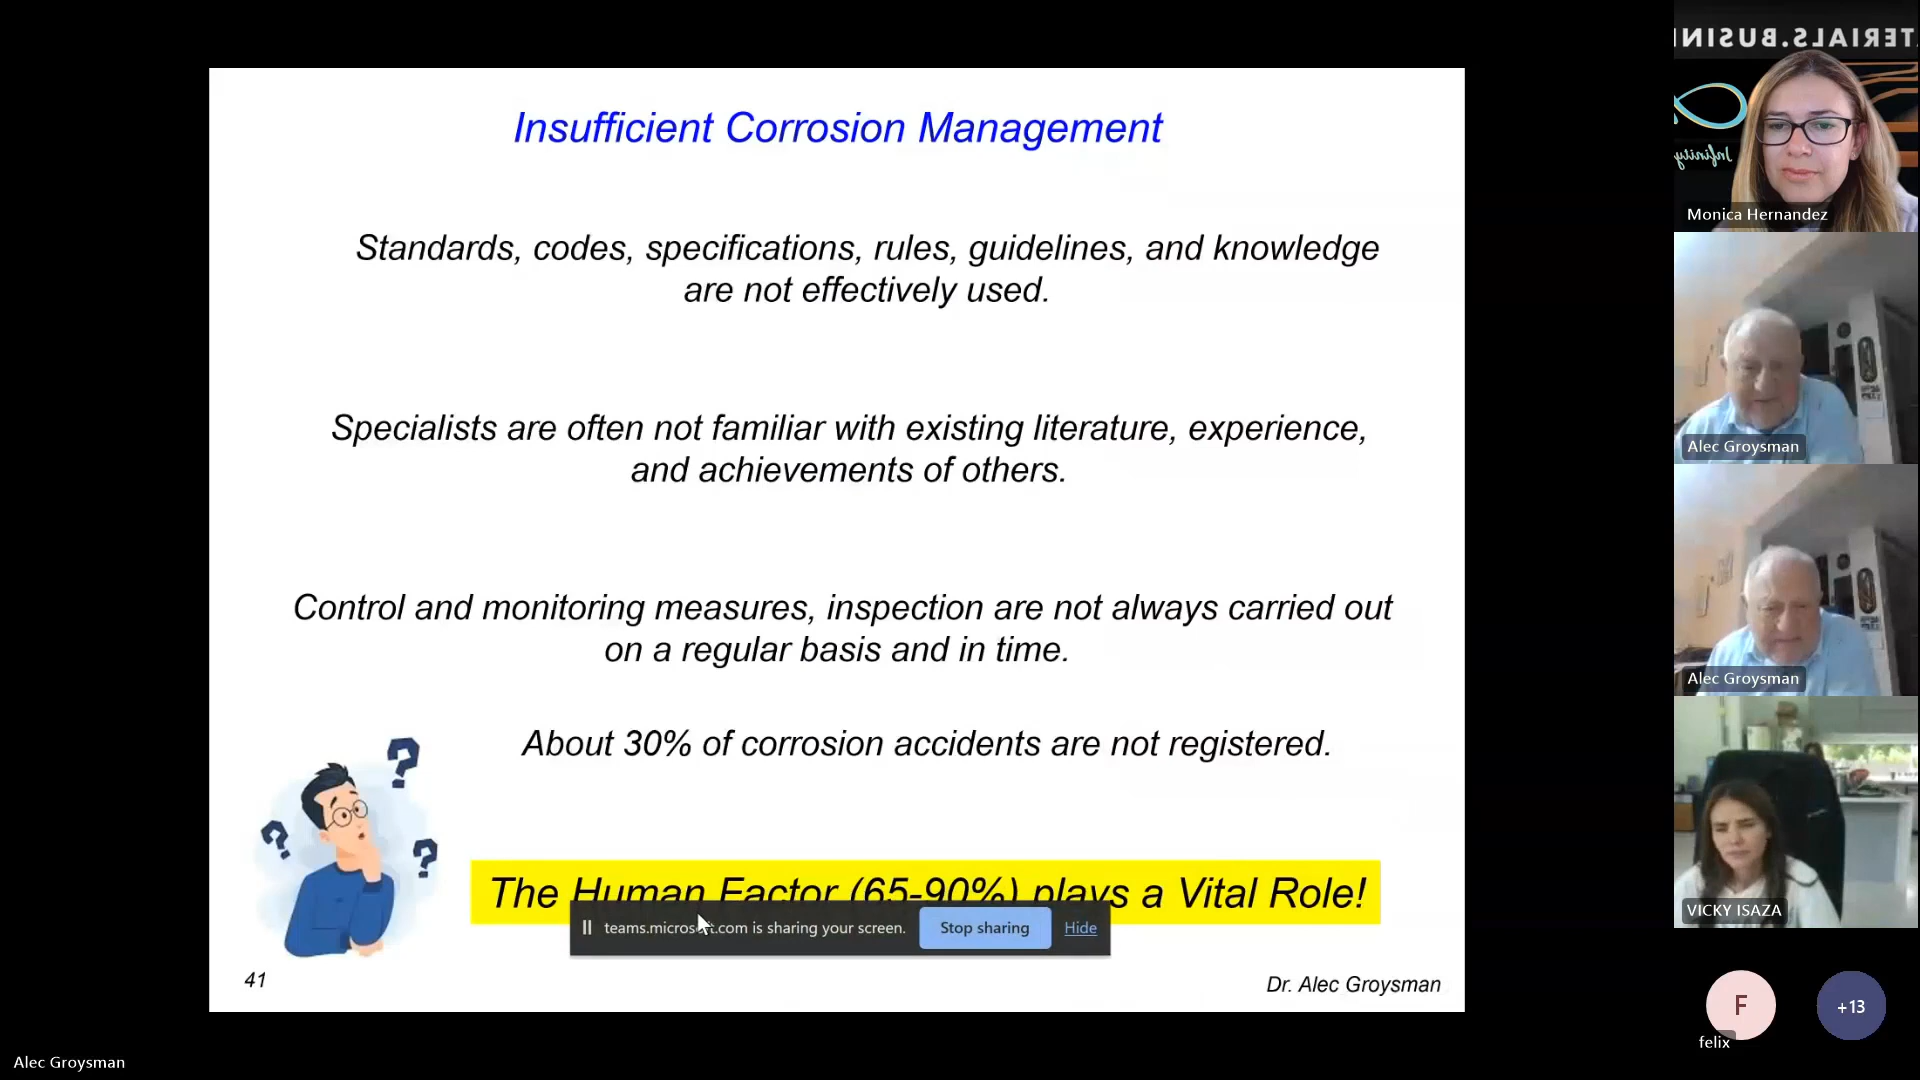 Insufficient Corrosion Management
Standards, codes, specifications, rules, guidelines, and knowledge
are not effectively used.
Specialists are often not familiar with existing literature, experience,
and achievements of others.
Control and monitoring measures, inspection are not always carried out
on a regular basis and in time.
About 30% of corrosion accidents are not registered.
The Human Factor (65-90%) plays a Vital Role!
teams.microsoft.com is sharing your screen.
Stop sharing
Hide
41
Dr. Alec Groysman
Alec Groysman
TERIALS.BUSINE
Infinity
Monica Hernandez
Alec Groysman
Alec Groysman
VICKY ISAZA
F
felix
+13